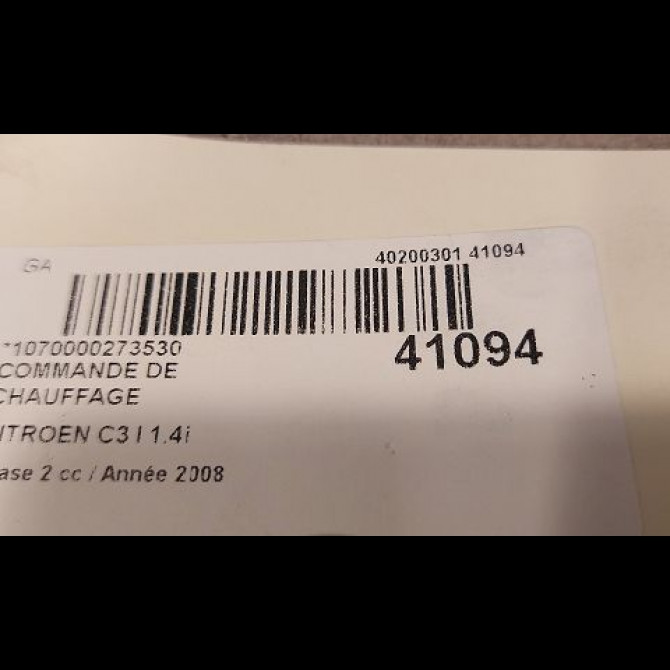 GA 40200301 41094
*1070000273530
41094
COMMANDE DE
CHAUFFAGE
ITROEN C3 I 1.4i
ase 2 cc / Année 2008